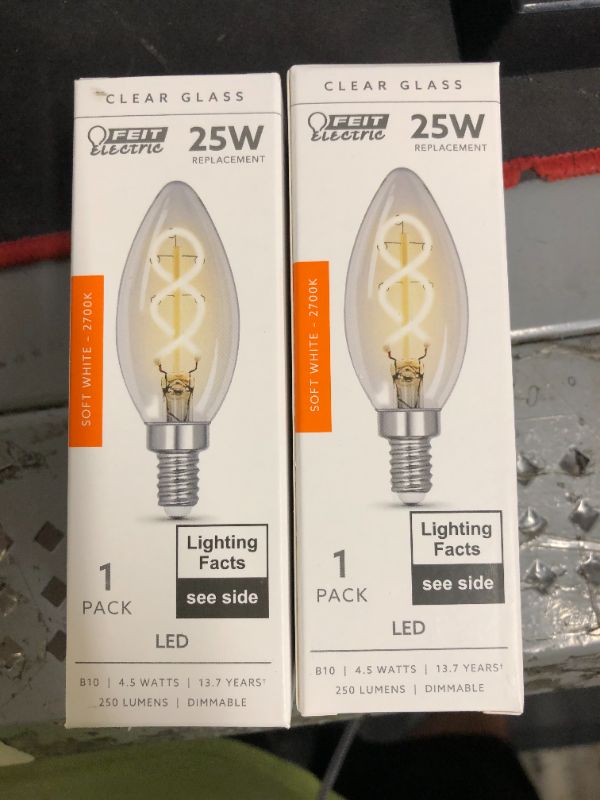 CLEAR GLASS
FEIT
Electric
25W
REPLACEMENT
SOFT WHITE - 2700K
Lighting
Facts
see side
1
PACK
LED
B10 | 4.5 WATTS | 13.7 YEARS†
250 LUMENS | DIMMABLE
CLEAR GLASS
FEIT
Electric
25W
REPLACEMENT
SOFT WHITE - 2700K
Lighting
Facts
see side
1
PACK
LED
B10 | 4.5 WATTS | 13.7 YEARS†
250 LUMENS | DIMMABLE